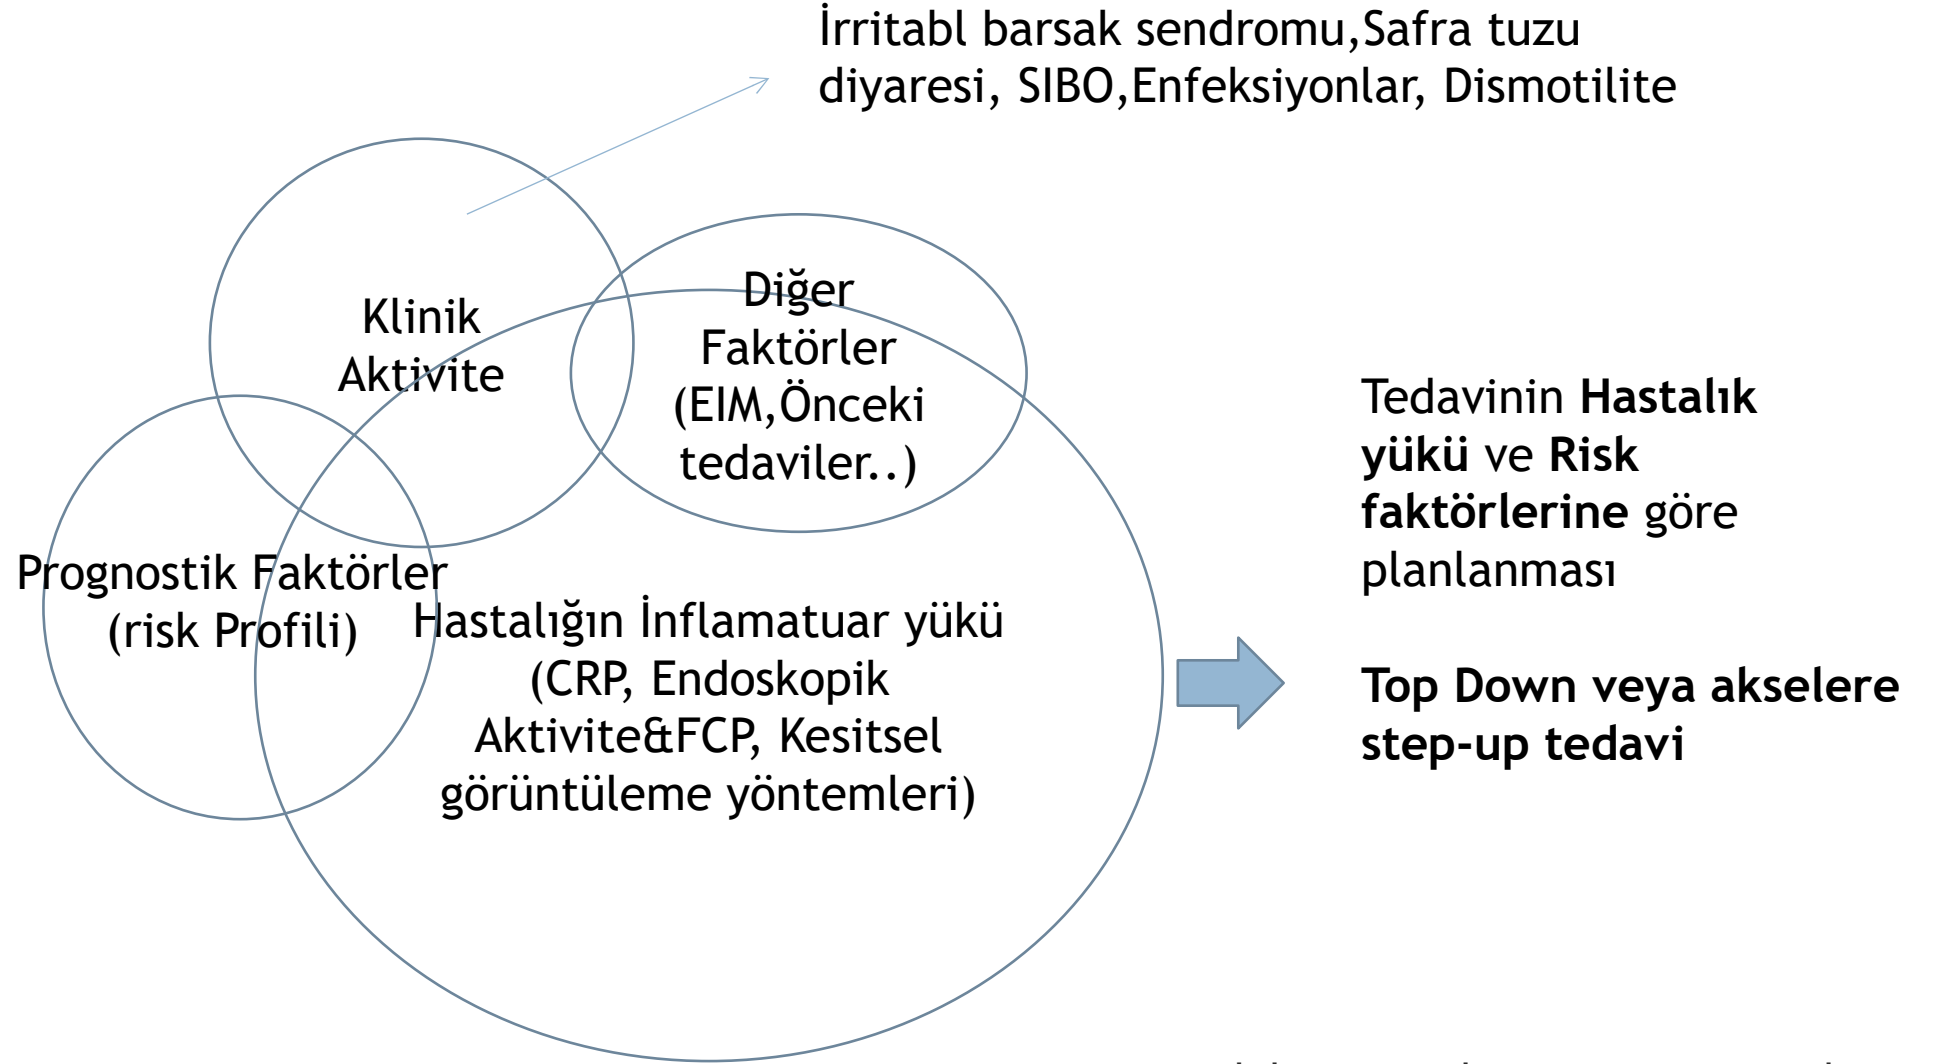 İrritabl barsak sendromu,Safra tuzu
diyaresi, SIBO,Enfeksiyonlar, Dismotilite
Klinik
Aktivite
Diğer
Faktörler
(EIM,Önceki
tedaviler..)
Prognostik Faktörler
(risk Profili)
Hastalığın İnflamatuar yükü
(CRP, Endoskopik
Aktivite&FCP, Kesitsel
görüntüleme yöntemleri)
Tedavinin Hastalık
yükü ve Risk
faktörlerine göre
planlanması
Top Down veya akselere
step-up tedavi